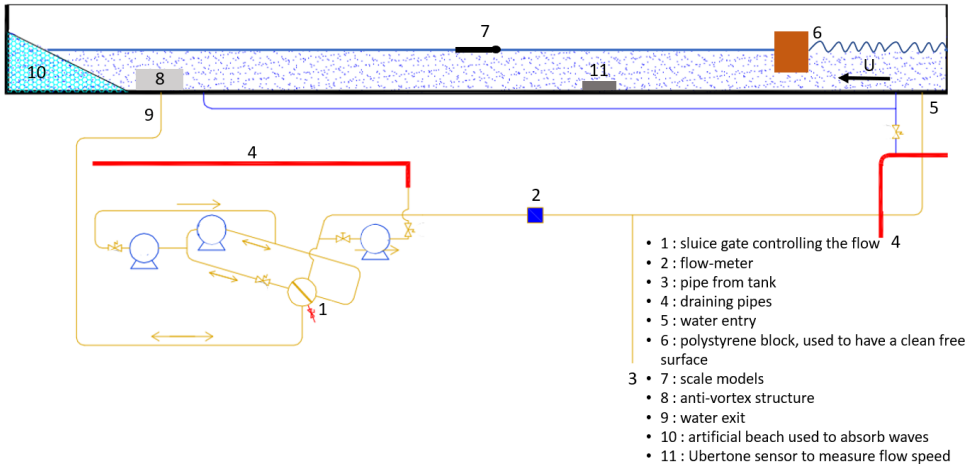 7
6
10
8
11
U
9
5
4
2
1
4
3
• 1 : sluice gate controlling the flow
• 2 : flow-meter
• 3 : pipe from tank
• 4 : draining pipes
• 5 : water entry
• 6 : polystyrene block, used to have a clean free
surface
• 7 : scale models
• 8 : anti-vortex structure
• 9 : water exit
• 10 : artificial beach used to absorb waves
• 11 : Ubertone sensor to measure flow speed